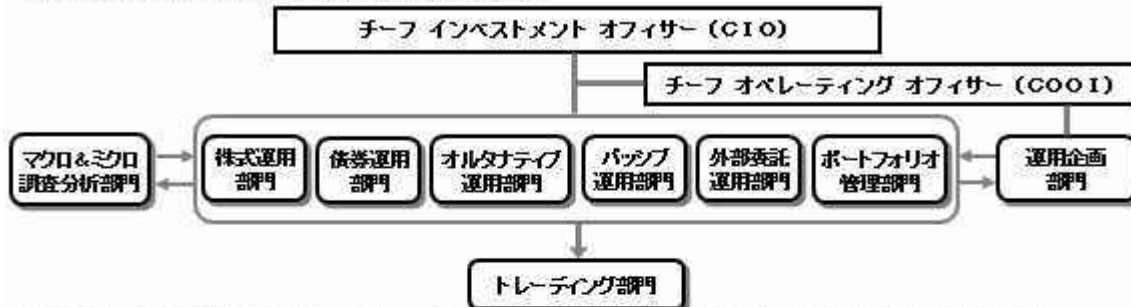 チーフ インベストメント オフィサー (CIO)
チーフ オペレーティング オフィサー (COOI)
マクロ&ミクロ
調査分析部門
株式運用
部門
債券運用
部門
オルタナティブ
運用部門
パッシブ
運用部門
外部委託
運用部門
ポートフォリオ
管理部門
運用企画
部門
トレーディング部門